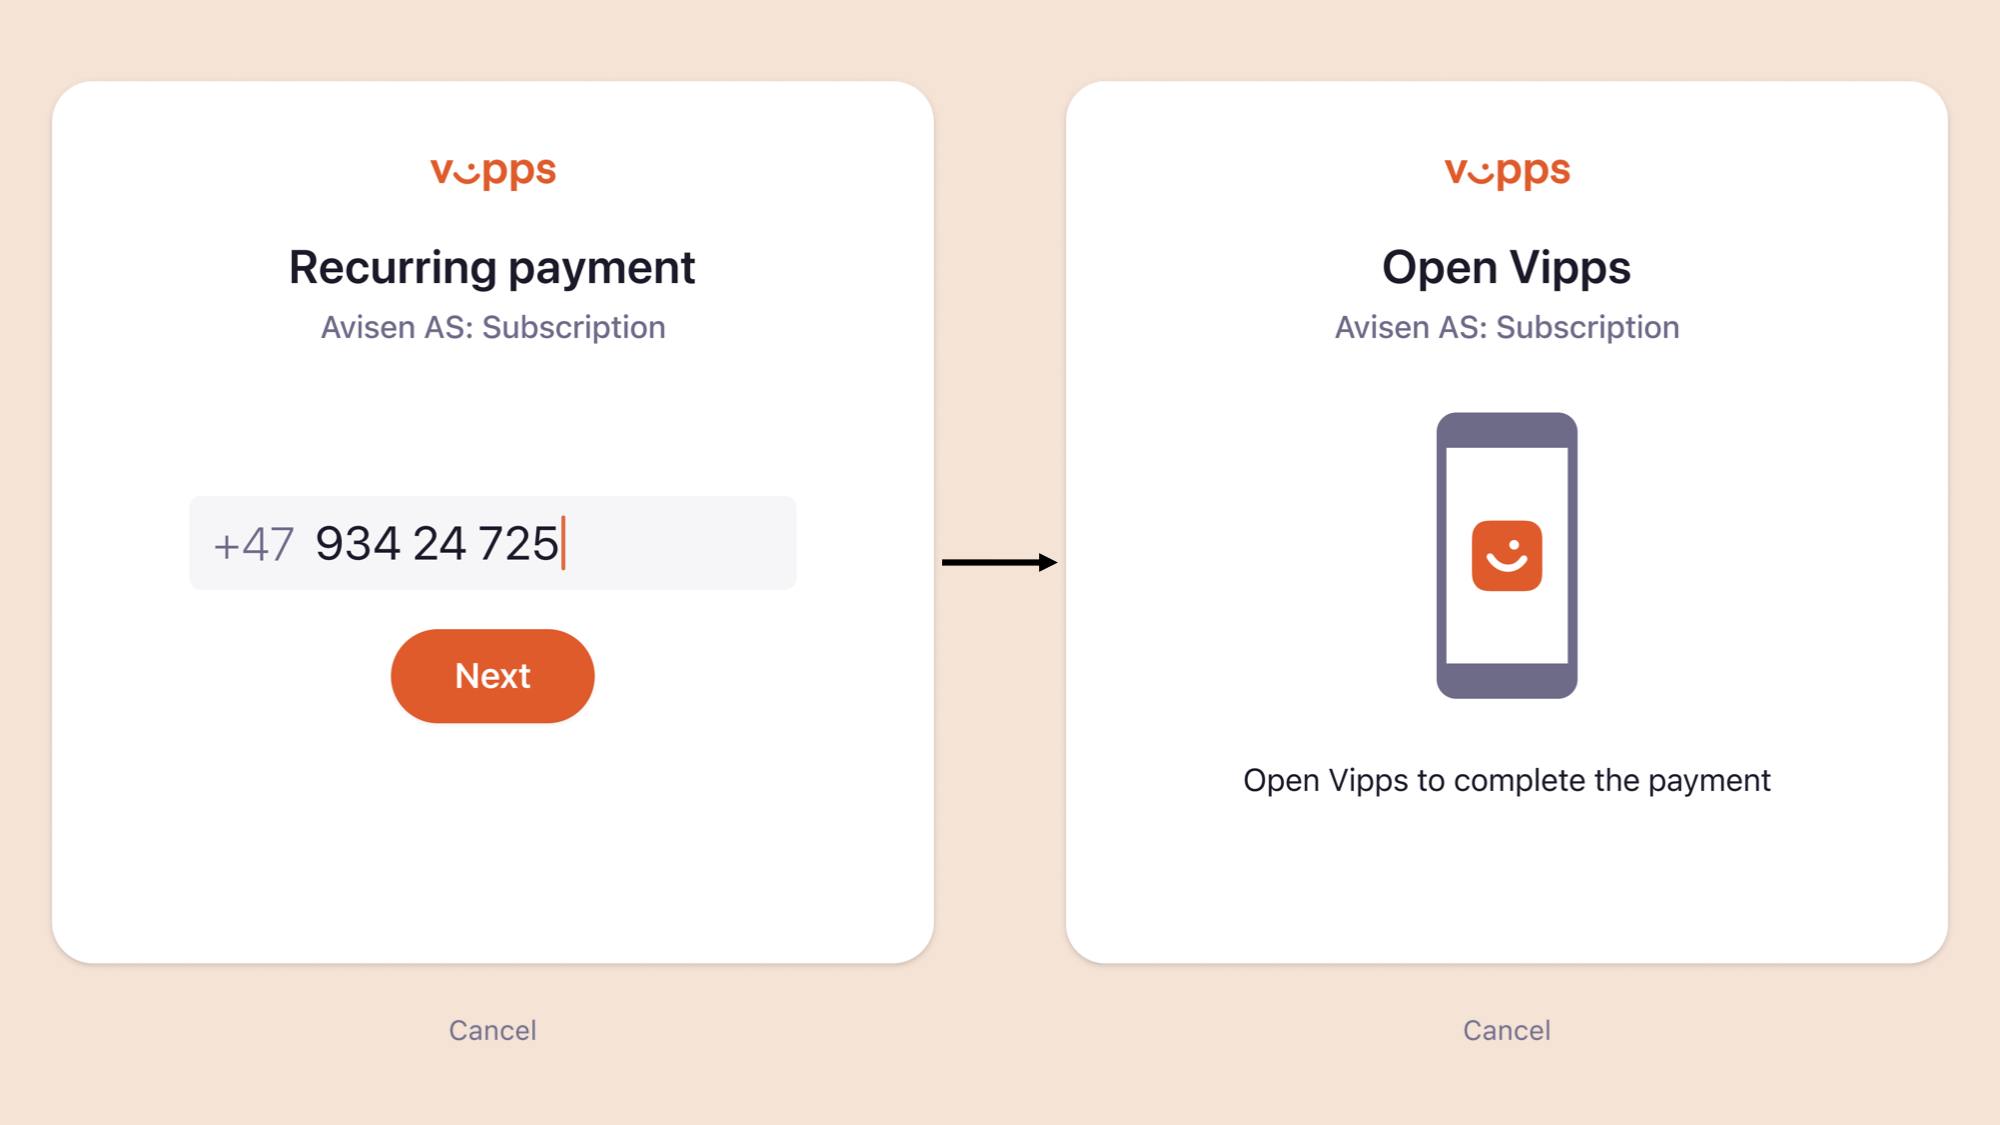 vipps
Recurring payment
Avisen AS: Subscription
+47 934 24 725
Next
Cancel
vipps
Open Vipps
Avisen AS: Subscription
Open Vipps to complete the payment
Cancel